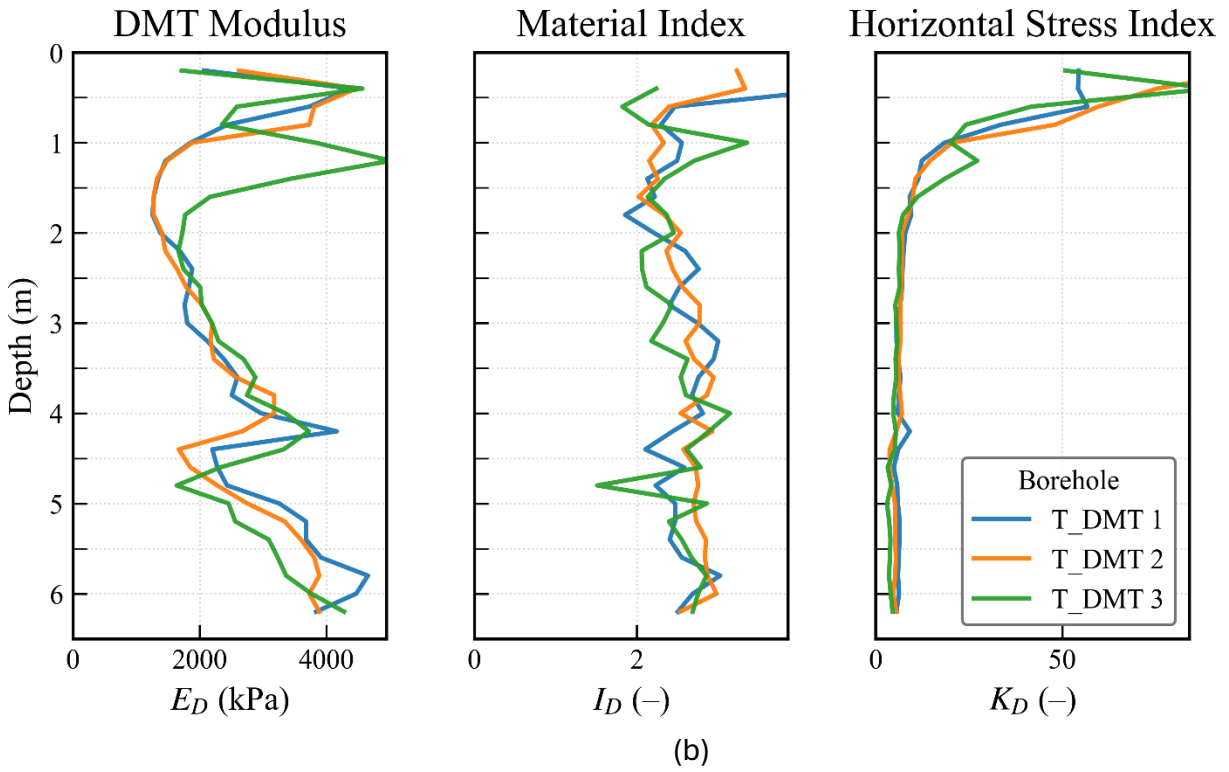 DMT Modulus
Material Index
Horizontal Stress Index
Depth (m)
0
1
2
3
4
5
6
0 2000 4000
E_D (kPa)
0 2
I_D (–)
0 50
K_D (–)
Borehole
T_DMT 1
T_DMT 2
T_DMT 3
(b)